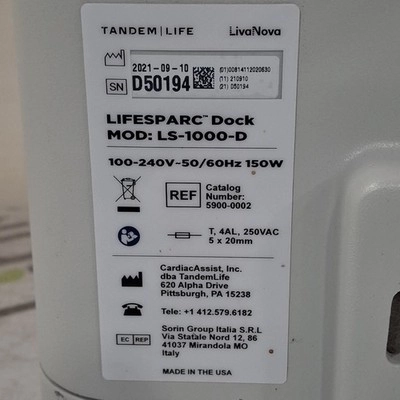 TANDEM | LIFE LivaNova
2021-09-10
SN D50194
(01)00814112020630
(11) 210910
(21) D50194
LIFESPARC™ Dock
MOD: LS-1000-D
100-240V~50/60Hz 150W
REF Catalog
Number:
5900-0002
T, 4AL, 250VAC
5 x 20mm
CardiacAssist, Inc.
dba TandemLife
620 Alpha Drive
Pittsburgh, PA 15238
Tele: +1 412.579.6182
EC REP
Sorin Group Italia S.R.L
Via Statale Nord 12, 86
41037 Mirandola MO
Italy
MADE IN THE USA